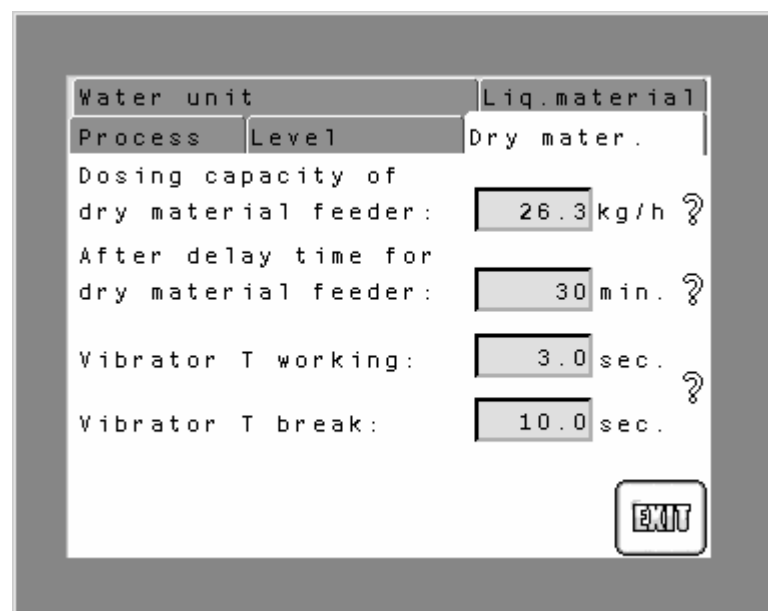 Water unit Liq.material
Process Level Dry mater.
Dosing capacity of
dry material feeder: 26.3 kg/h ?
After delay time for
dry material feeder: 30 min. ?
Vibrator T working: 3.0 sec.
?
Vibrator T break: 10.0 sec.
EXIT